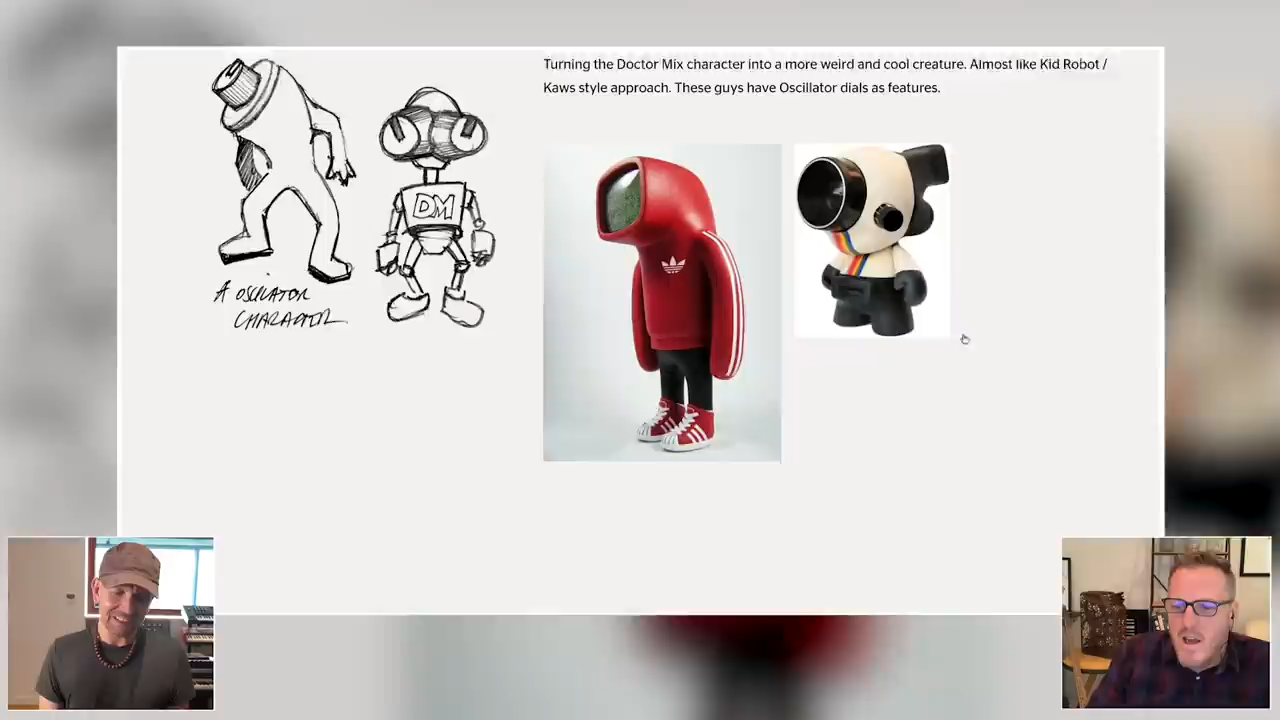 Turning the Doctor Mix character into a more weird and cool creature. Almost like Kid Robot /
Kaws style approach. These guys have Oscillator dials as features.
DM
A OSCILATOR
CHARACTER